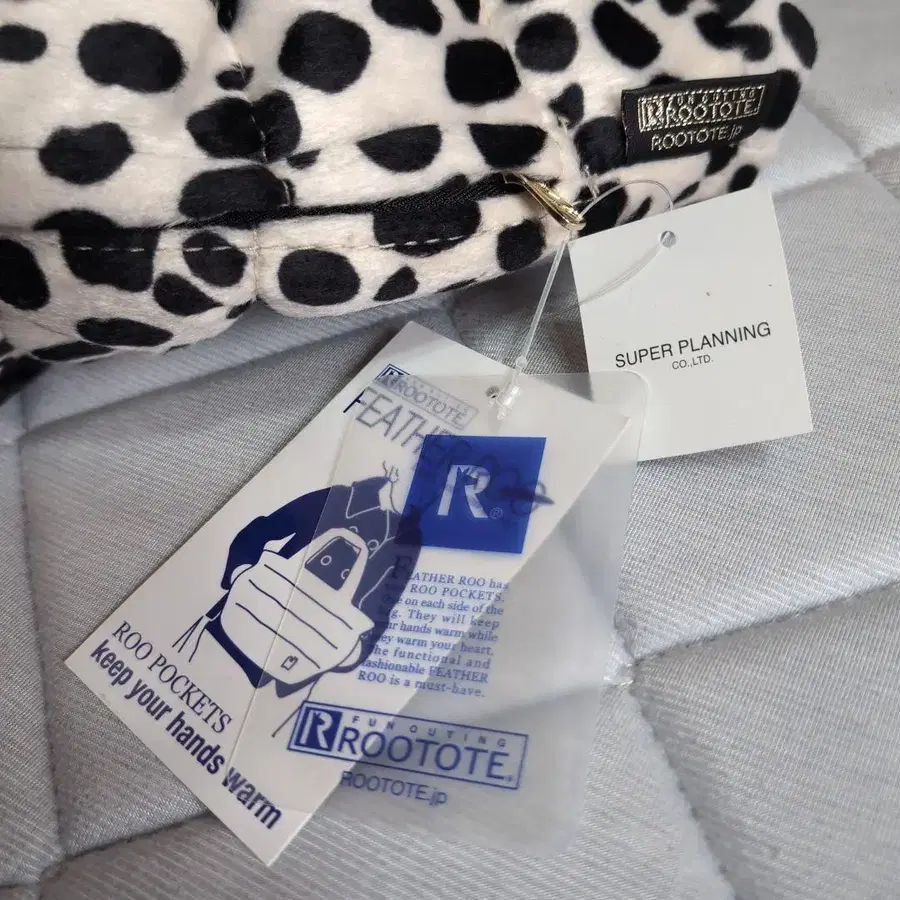 FUN OUTING
ROOTOTE
ROOTOTE.jp
SUPER PLANNING
CO.,LTD.
ROOTOTE
FEATHER
R®
FEATHER ROO has
ROO POCKETS,
one on each side of the
bag. They will keep
your hands warm while
they warm your heart.
The functional and
fashionable FEATHER
ROO is a must-have.
FUN OUTING
ROOTOTE®
ROOTOTE.jp
ROO POCKETS
keep your hands warm